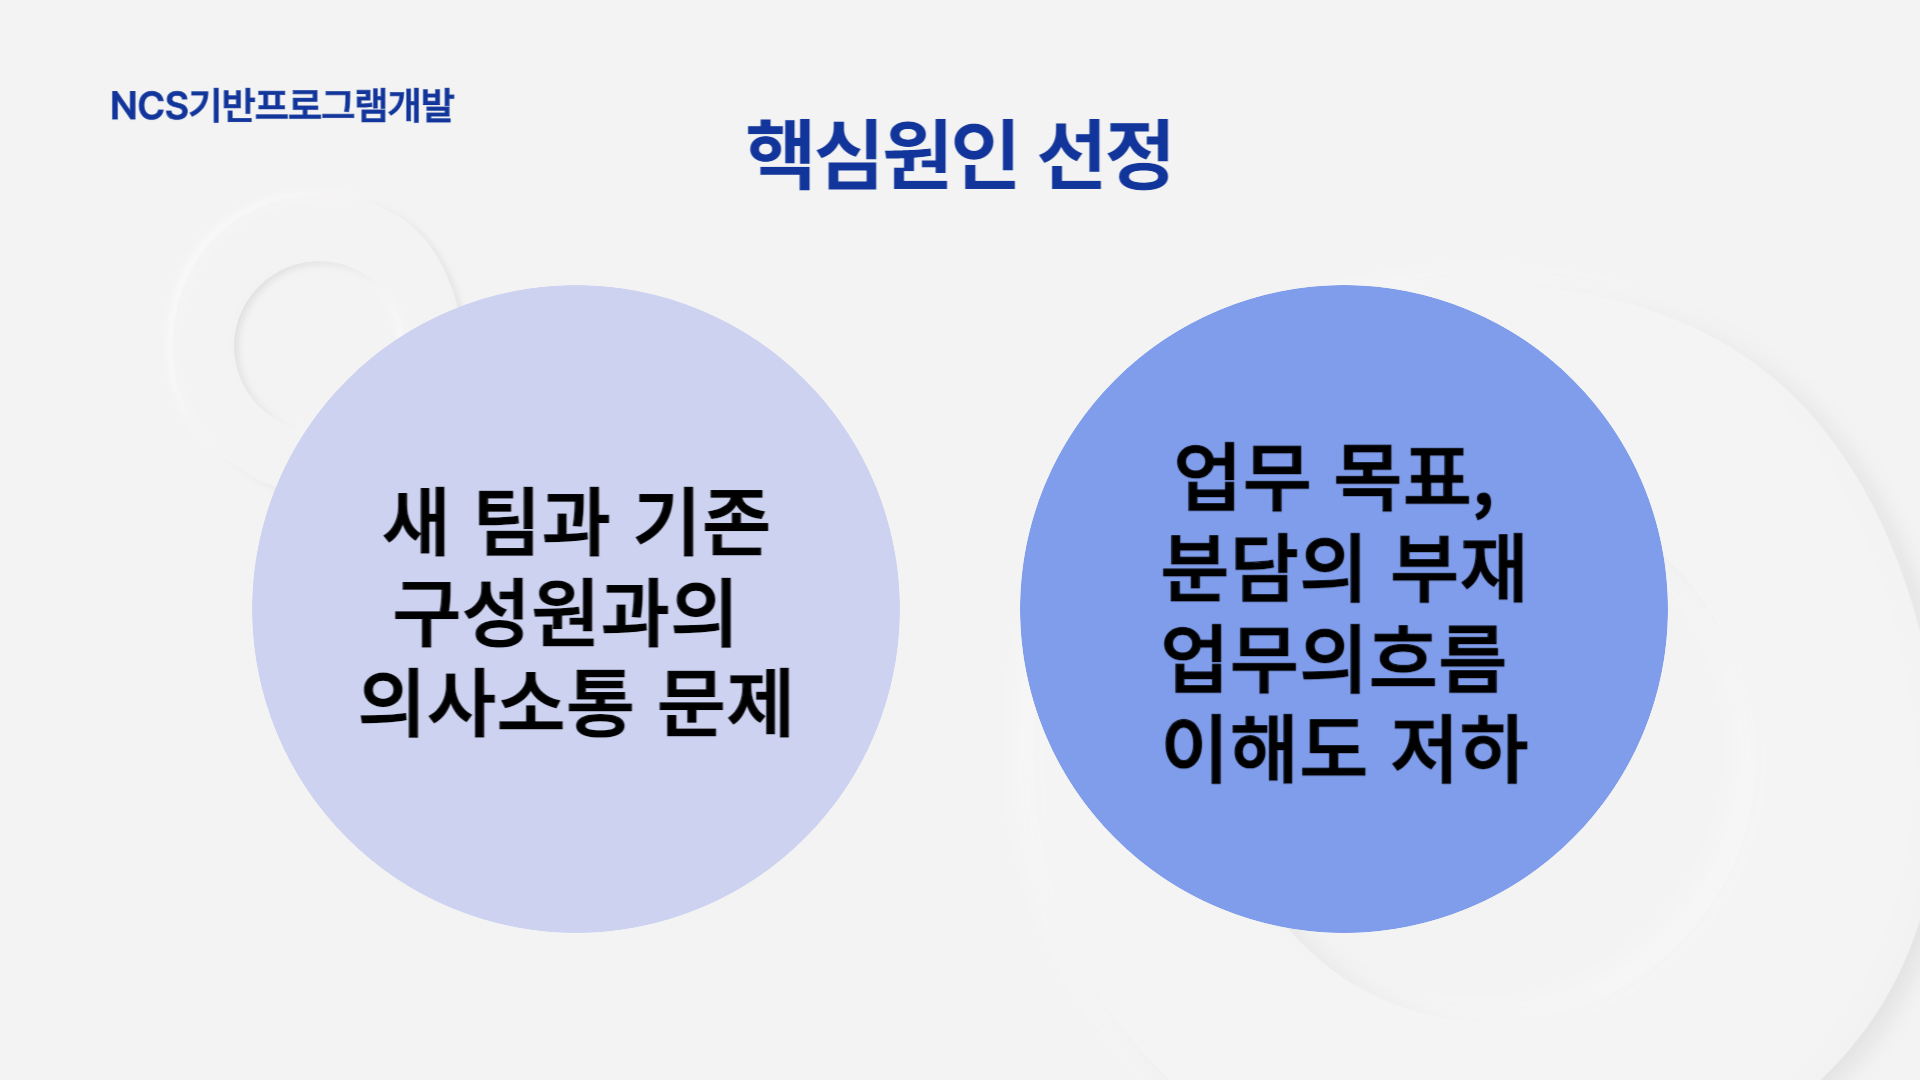 NCS기반프로그램개발
핵심원인 선정
새 팀과 기존
구성원과의
의사소통 문제
업무 목표,
분담의 부재
업무의흐름
이해도 저하